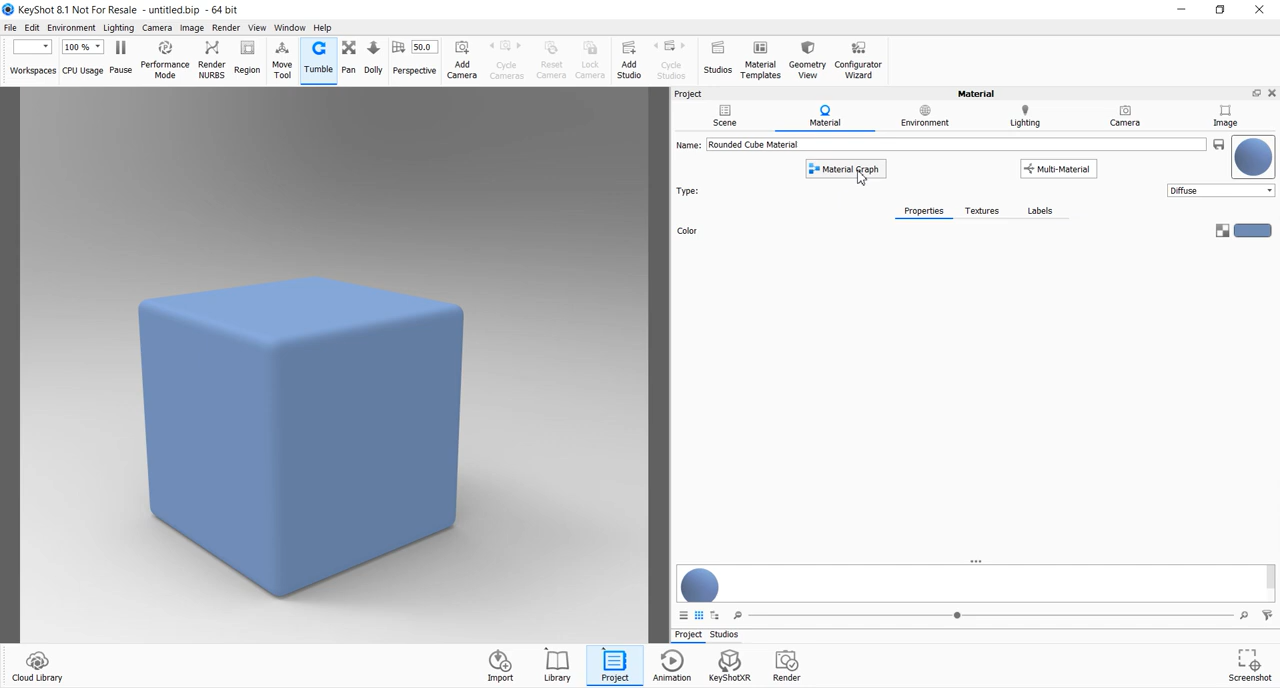 KeyShot 8.1 Not For Resale - untitled.bip - 64 bit
File Edit Environment Lighting Camera Image Render View Window Help
100 % 50.0
Workspaces CPU Usage Pause Performance Mode Render NURBS Region Move Tool Tumble Pan Dolly Perspective Add Camera Cycle Cameras Reset Camera Lock Camera Add Studio Cycle Studios Studios Material Templates Geometry View Configurator Wizard
Project Material
Scene Material Environment Lighting Camera Image
Name: Rounded Cube Material
Material Graph Multi-Material
Type: Diffuse
Properties Textures Labels
Color
Project Studios
Cloud Library Import Library Project Animation KeyShotXR Render Screenshot